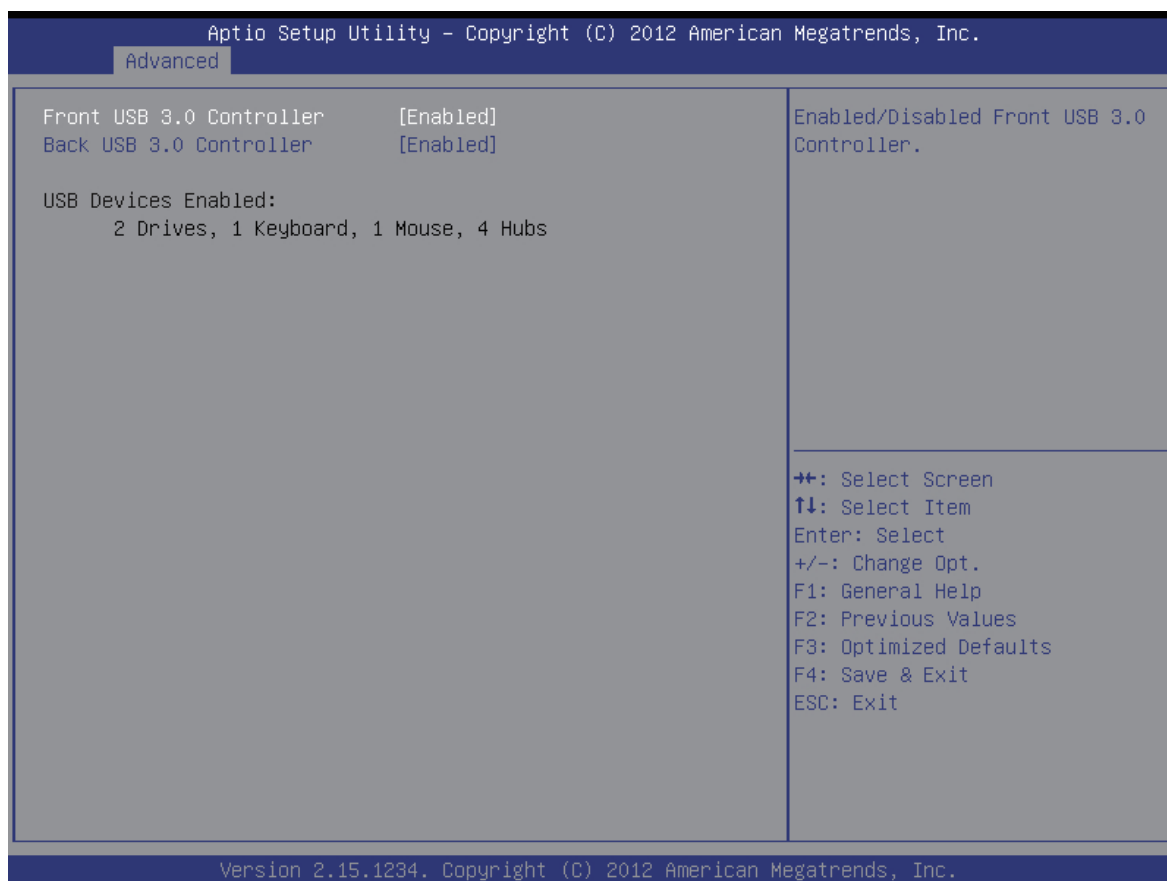 Aptio Setup Utility – Copyright (C) 2012 American Megatrends, Inc.
Advanced
Front USB 3.0 Controller [Enabled]
Back USB 3.0 Controller [Enabled]
USB Devices Enabled:
2 Drives, 1 Keyboard, 1 Mouse, 4 Hubs
Enabled/Disabled Front USB 3.0
Controller.
→←: Select Screen
↑↓: Select Item
Enter: Select
+/-: Change Opt.
F1: General Help
F2: Previous Values
F3: Optimized Defaults
F4: Save & Exit
ESC: Exit
Version 2.15.1234. Copyright (C) 2012 American Megatrends, Inc.